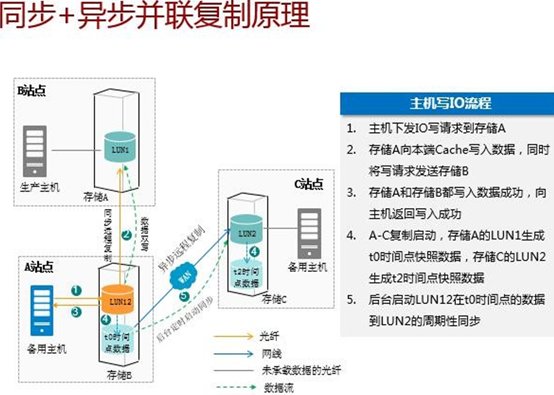 同步+异步并联复制原理
B站点
LUN1
生产主机
存储A
同步远程复制
2
数据双写
A站点
1
3
LUN12
4
t0时间
点数据
备用主机
存储B
异步远程复制
WAN
5
后台定时启动同步
C站点
LUN2
4
t2时间
点数据
备用主机
存储C
光纤
网线
未承载数据的光纤
数据流
主机写IO流程
1. 主机下发IO写请求到存储A
2. 存储A向本端Cache写入数据，同时
将写请求发送存储B
3. 存储A和存储B都写入数据成功，向
主机返回写入成功
4. A-C复制启动，存储A的LUN1生成
t0时间点快照数据，存储C的LUN2
生成t2时间点快照数据
5. 后台启动LUN12在t0时间点的数据
到LUN2的周期性同步